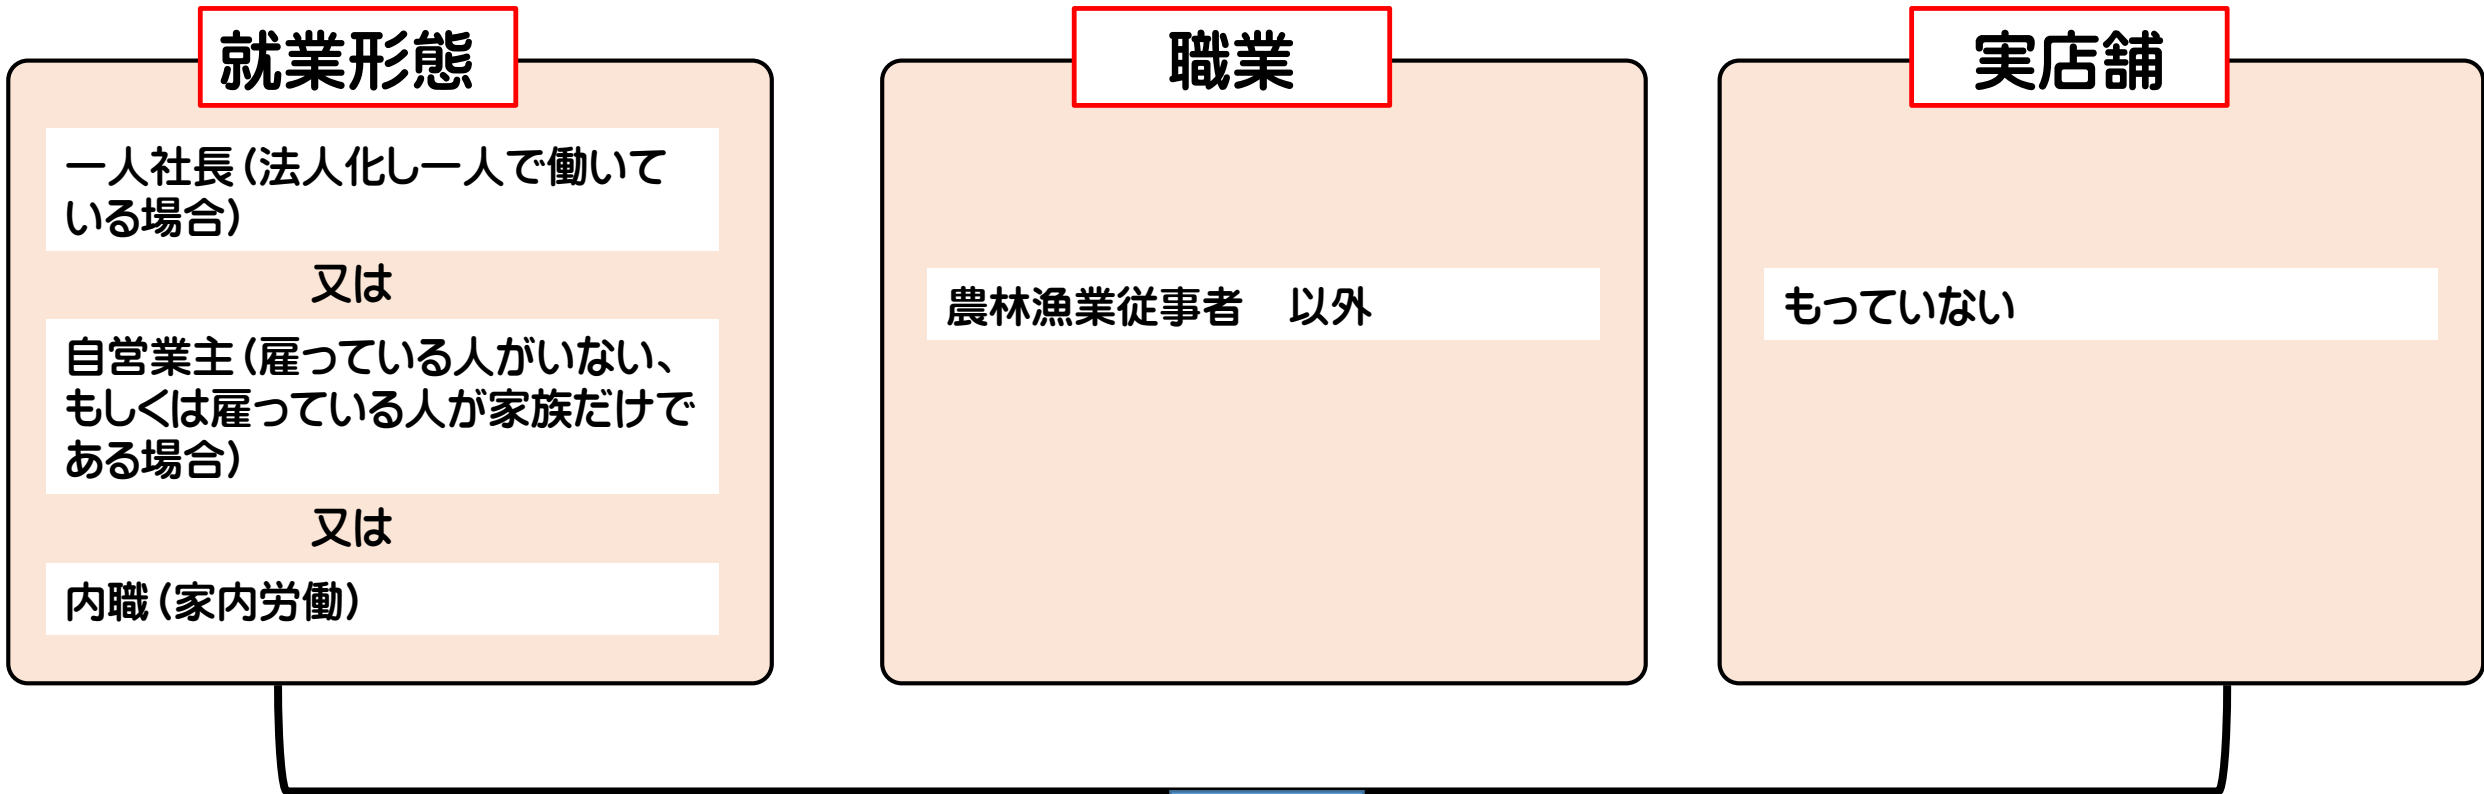 就業形態
一人社長（法人化し一人で働いて
いる場合）
又は
自営業主（雇っている人がいない、
もしくは雇っている人が家族だけで
ある場合）
又は
内職（家内労働）
職業
農林漁業従事者　以外
実店舗
もっていない